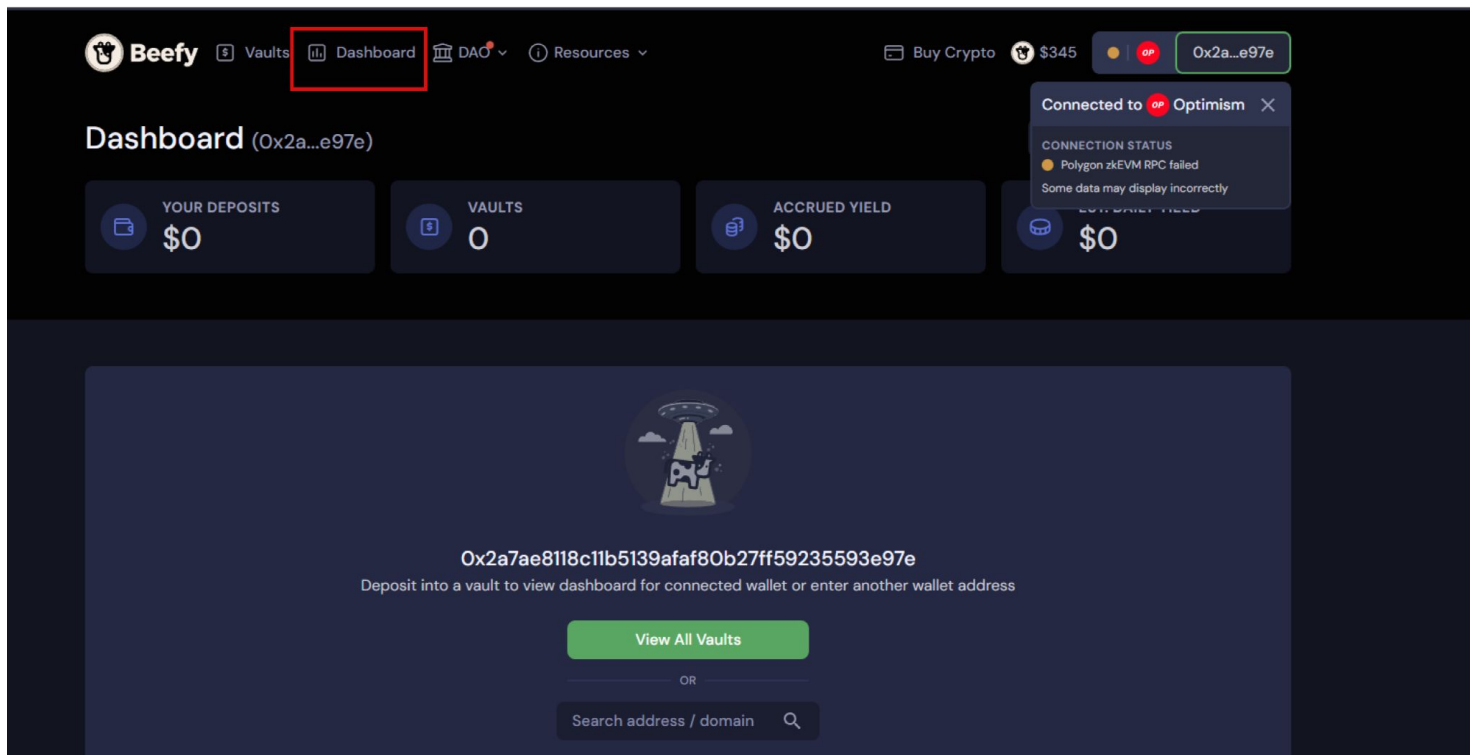 Beefy Vaults Dashboard DAO Resources Buy Crypto $345 OP 0x2a...e97e
Connected to OP Optimism
Dashboard (0x2a...e97e)
CONNECTION STATUS
Polygon zkEVM RPC failed
Some data may display incorrectly
YOUR DEPOSITS
$0
VAULTS
0
ACCRUED YIELD
$0
$0
0x2a7ae8118c11b5139afaf80b27ff59235593e97e
Deposit into a vault to view dashboard for connected wallet or enter another wallet address
View All Vaults
OR
Search address / domain